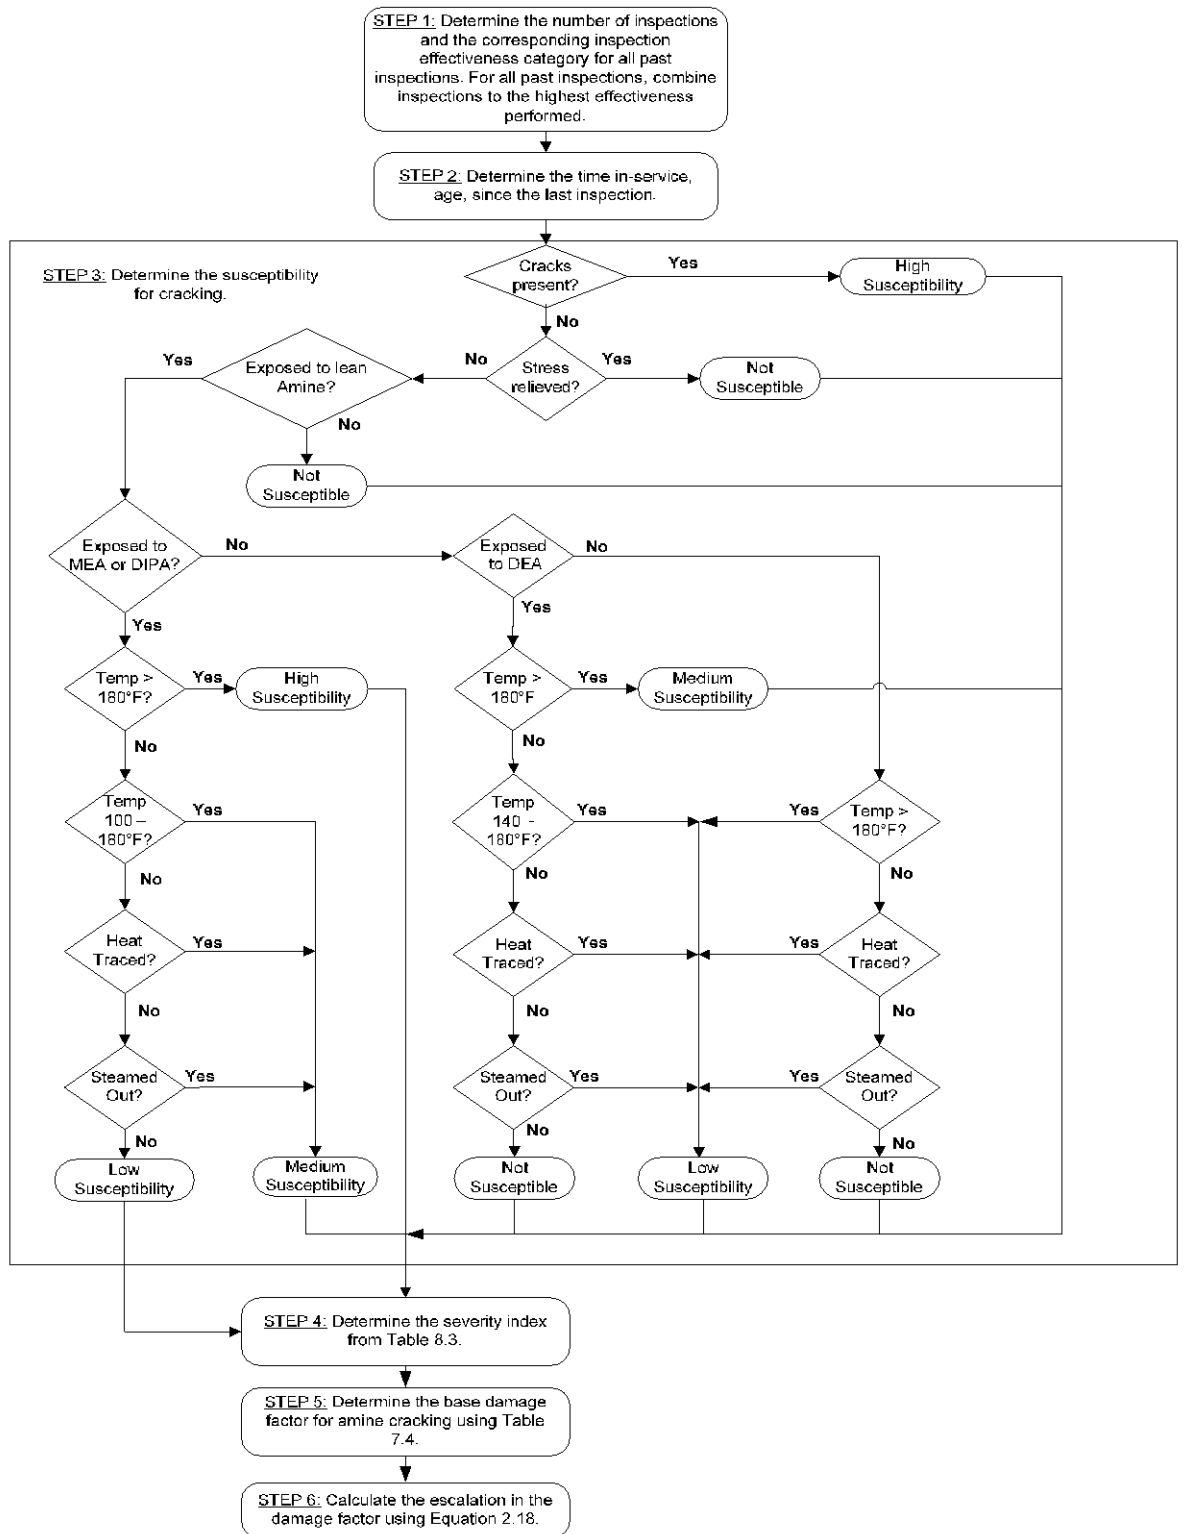 STEP 1: Determine the number of inspections
and the corresponding inspection
effectiveness category for all past
inspections. For all past inspections, combine
inspections to the highest effectiveness
performed.
STEP 2: Determine the time in-service,
age, since the last inspection.
STEP 3: Determine the susceptibility
for cracking.
Cracks
present?
Yes
High
Susceptibility
No
Stress
relieved?
Yes
Not
Susceptible
No
Exposed to lean
Amine?
Yes
No
Not
Susceptible
Exposed to
MEA or DIPA?
No
Exposed
to DEA
No
Yes
Yes
Temp >
180°F?
Yes
High
Susceptibility
Temp >
180°F
Yes
Medium
Susceptibility
No
No
Temp
100 –
180°F?
Yes
Temp
140 -
180°F?
Yes
Yes
Temp >
180°F?
No
No
No
Heat
Traced?
Yes
Heat
Traced?
Yes
Yes
Heat
Traced?
No
No
No
Steamed
Out?
Yes
Steamed
Out?
Yes
Yes
Steamed
Out?
No
No
No
Low
Susceptibility
Medium
Susceptibility
Not
Susceptible
Low
Susceptibility
Not
Susceptible
STEP 4: Determine the severity index
from Table 8.3.
STEP 5: Determine the base damage
factor for amine cracking using Table
7.4.
STEP 6: Calculate the escalation in the
damage factor using Equation 2.18.